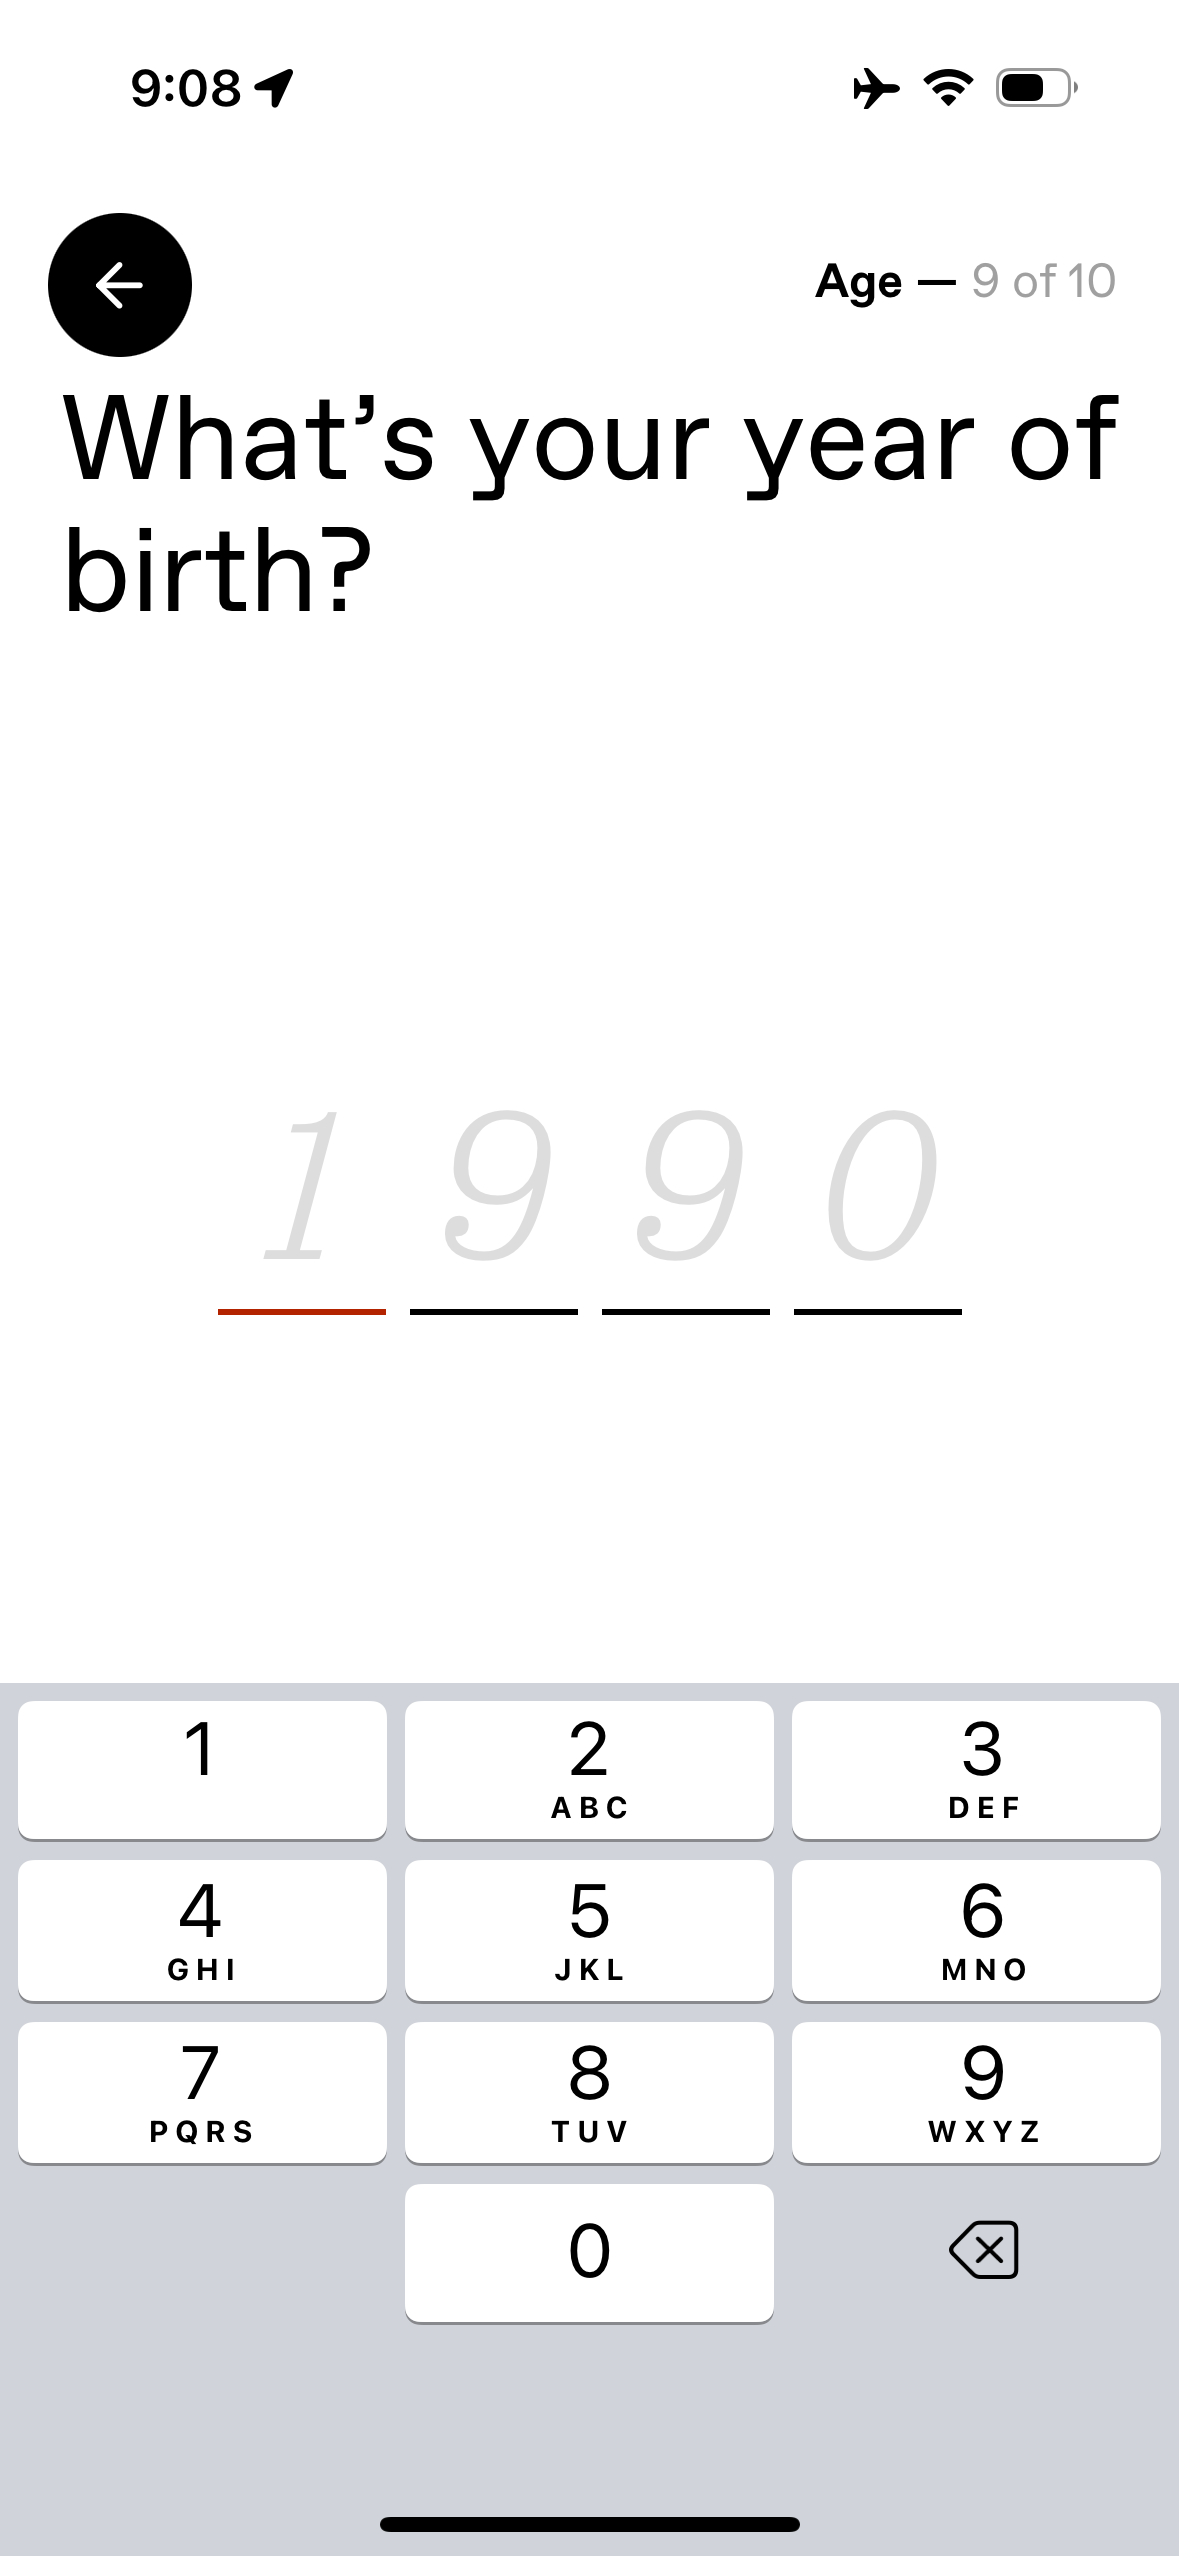 9:08
Age — 9 of 10
What’s your year of
birth?
1 9 9 0
1 2 3
ABC DEF
4 5 6
GHI JKL MNO
7 8 9
PQRS TUV WXYZ
0